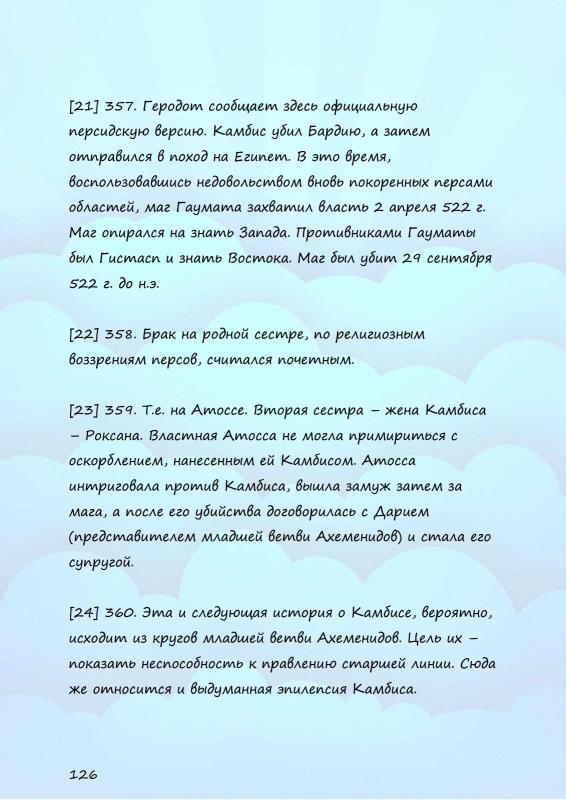 [21] 357. Геродот сообщает здесь официальную
персидскую версию. Камбис убил Бардию, а затем
отправился в поход на Египет. В это время,
воспользовавшись недовольством вновь покоренных персами
областей, маг Гаумата захватил власть 2 апреля 522 г.
Маг опирался на знать Запада. Противниками Гауматы
был Гистасп и знать Востока. Маг был убит 29 сентября
522 г. до н.э.
[22] 358. Брак на родной сестре, по религиозным
воззрениям персов, считался почетным.
[23] 359. Т.е. на Атоссе. Вторая сестра – жена Камбиса
– Роксана. Властная Атосса не могла примириться с
оскорблением, нанесенным ей Камбисом. Атосса
интриговала против Камбиса, вышла замуж затем за
мага, а после его убийства договорилась с Дарием
(представителем младшей ветви Ахеменидов) и стала его
супругой.
[24] 360. Эта и следующая история о Камбисе, вероятно,
исходит из кругов младшей ветви Ахеменидов. Цель их –
показать неспособность к правлению старшей линии. Сюда
же относится и выдуманная эпилепсия Камбиса.
126